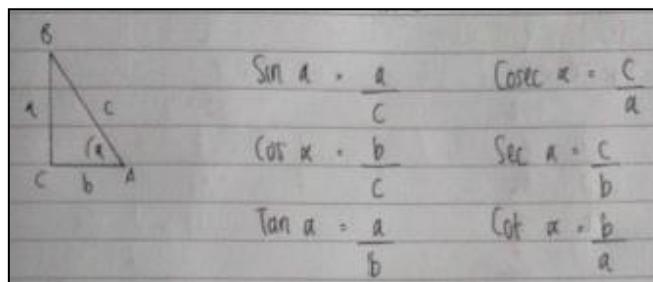 B
a c
α
C b A
Sin α = a/c
Cosec α = c/a
Cos α = b/c
Sec α = c/b
Tan α = a/b
Cot α = b/a